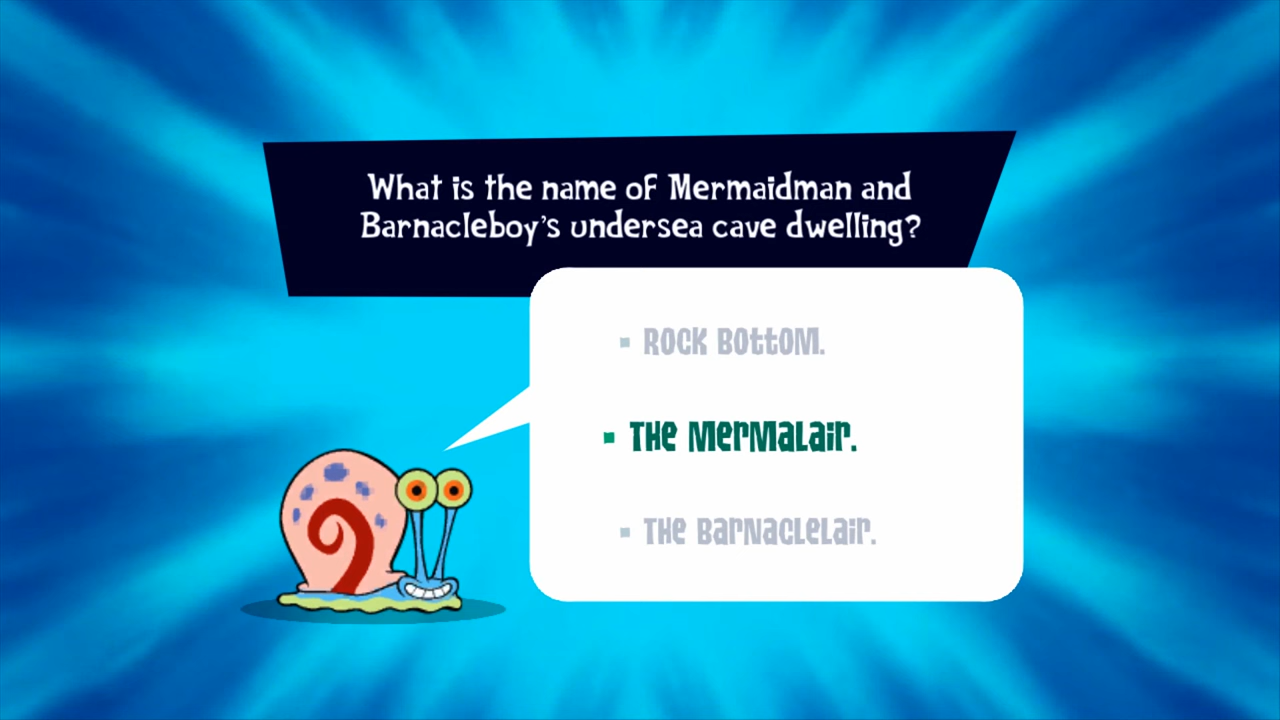 What is the name of Mermaidman and
Barnacleboy's undersea cave dwelling?
▪ Rock Bottom.
▪ The Mermalair.
▪ The Barnaclelair.